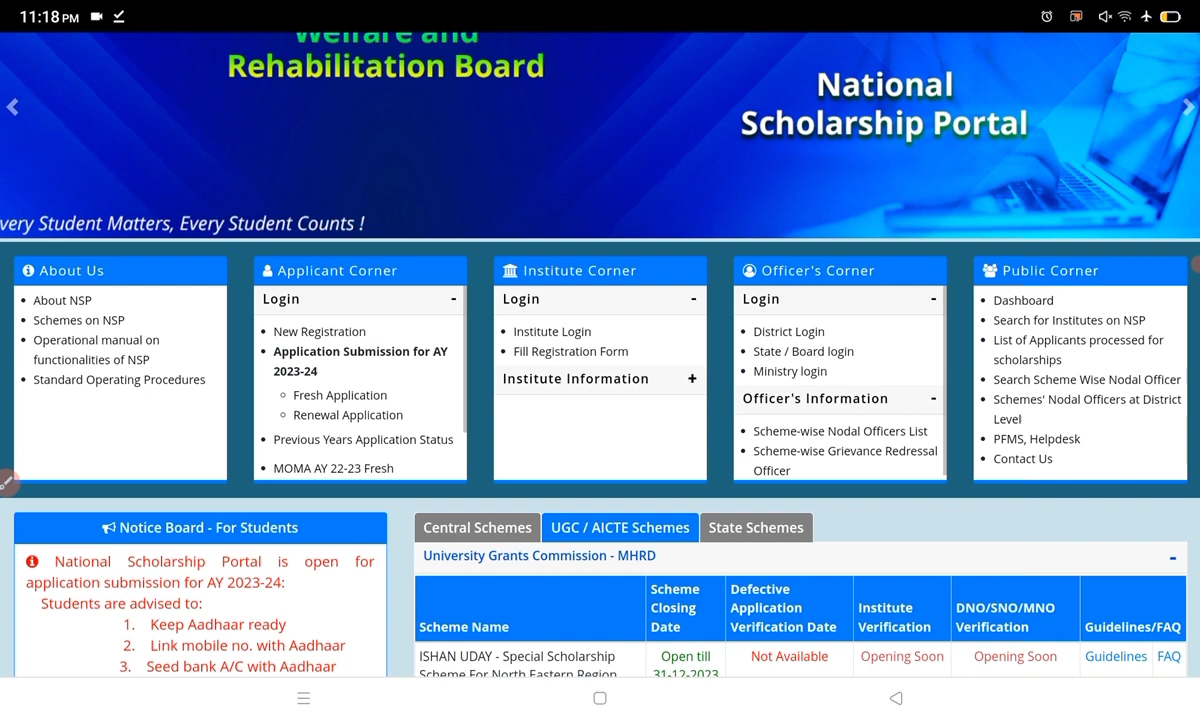 11:18 PM
Welfare and
Rehabilitation Board
National
Scholarship Portal
very Student Matters, Every Student Counts !
About Us
About NSP
Schemes on NSP
Operational manual on
functionalities of NSP
Standard Operating Procedures
Applicant Corner
Login -
New Registration
Application Submission for AY
2023-24
Fresh Application
Renewal Application
Previous Years Application Status
MOMA AY 22-23 Fresh
Institute Corner
Login -
Institute Login
Fill Registration Form
Institute Information +
Officer's Corner
Login -
District Login
State / Board login
Ministry login
Officer's Information -
Scheme-wise Nodal Officers List
Scheme-wise Grievance Redressal
Officer
Public Corner
Dashboard
Search for Institutes on NSP
List of Applicants processed for
scholarships
Search Scheme Wise Nodal Officer
Schemes' Nodal Officers at District
Level
PFMS, Helpdesk
Contact Us
Notice Board - For Students
National Scholarship Portal is open for
application submission for AY 2023-24:
Students are advised to:
1. Keep Aadhaar ready
2. Link mobile no. with Aadhaar
3. Seed bank A/C with Aadhaar
Central Schemes UGC / AICTE Schemes State Schemes
University Grants Commission - MHRD -
Scheme Name
Scheme
Closing
Date
Defective
Application
Verification Date
Institute
Verification
DNO/SNO/MNO
Verification
Guidelines/FAQ
ISHAN UDAY - Special Scholarship
Scheme For North Eastern Region
Open till
31-12-2023
Not Available
Opening Soon
Opening Soon
Guidelines FAQ